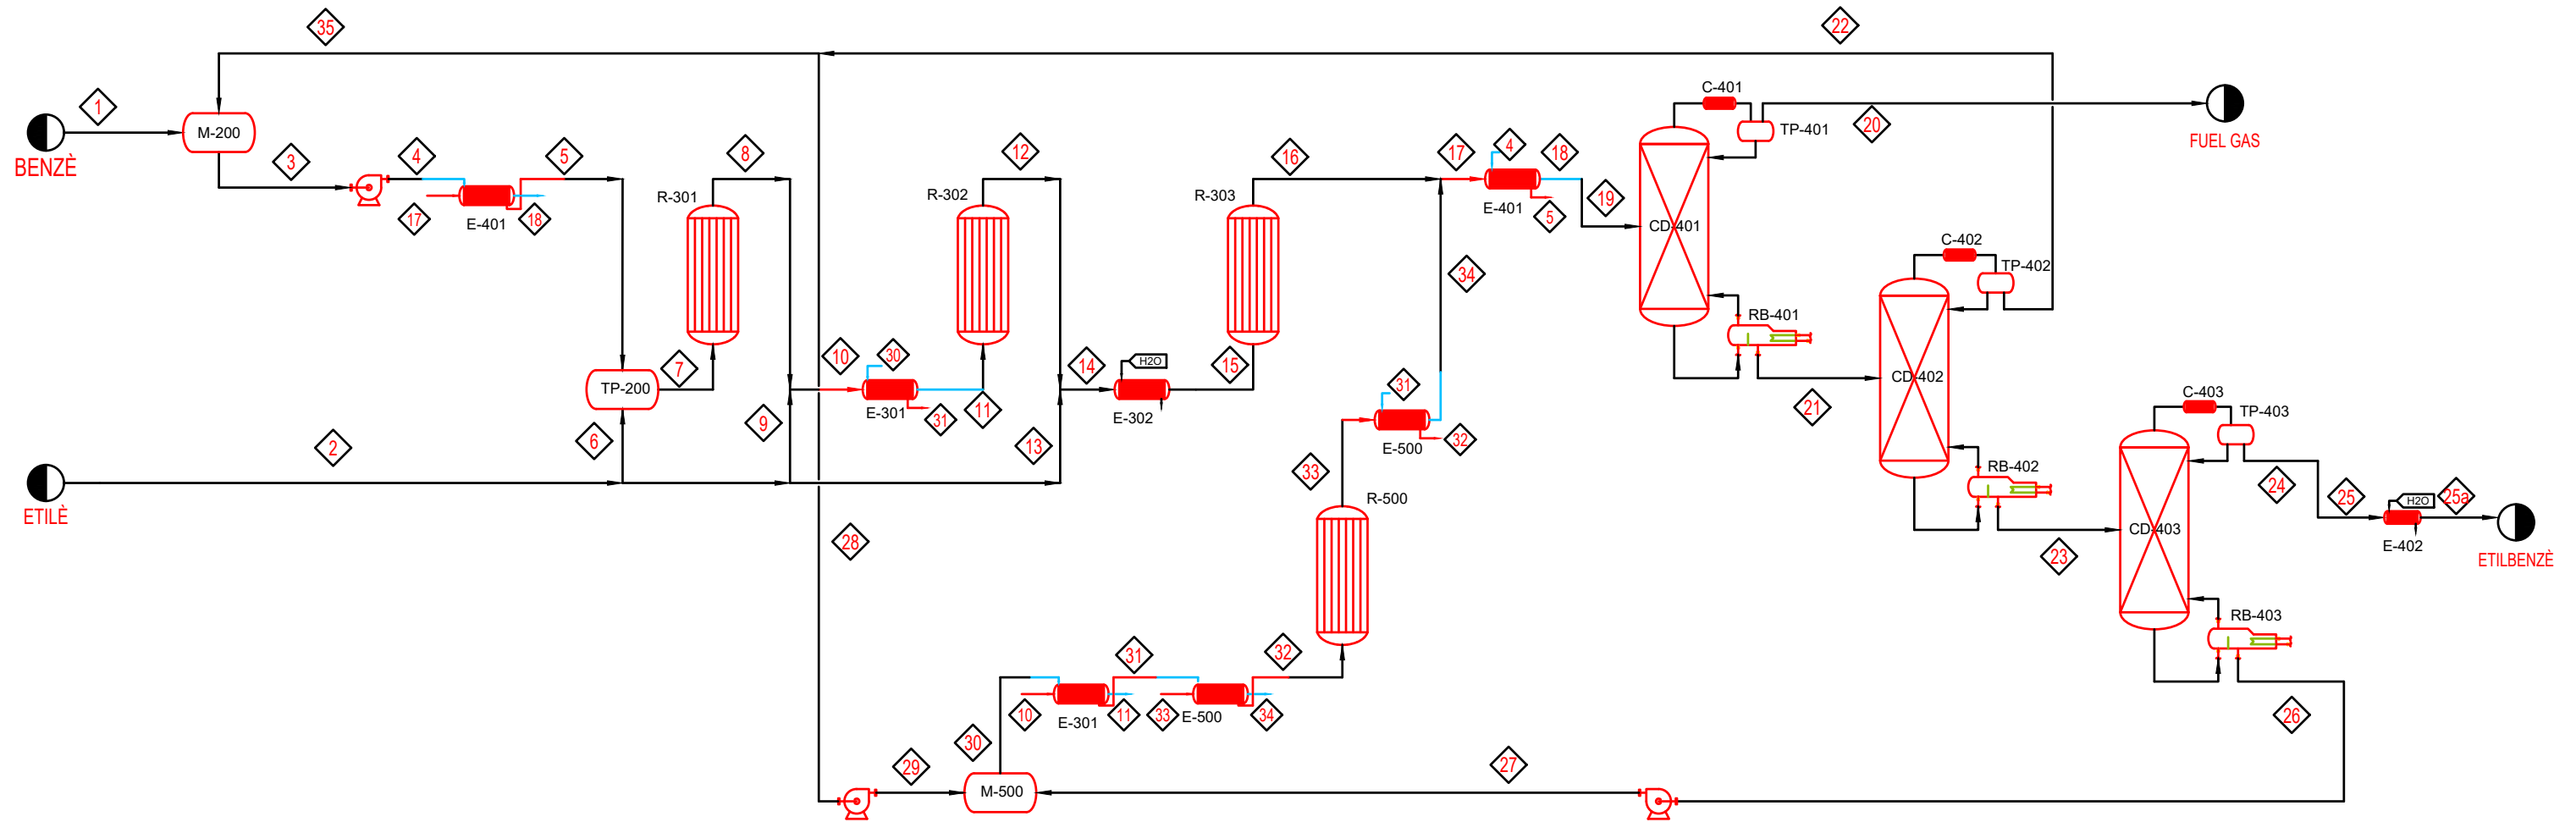 35
22
C-401
1
M-200
TP-401
20
FUEL GAS
BENZÈ
3
4
5
8
12
16
17
4
18
E-401
5
19
17
E-401
18
R-301
R-302
R-303
CD-401
C-402
TP-402
34
RB-401
TP-200
7
10
30
E-301
31
11
14
H2O
E-302
15
31
E-500
32
CD-402
21
C-403
TP-403
6
9
13
2
ETILÈ
33
R-500
RB-402
24
25
H2O
25a
E-402
ETILBENZÈ
28
23
CD-403
RB-403
31
32
10
E-301
11
33
E-500
34
30
26
29
M-500
27